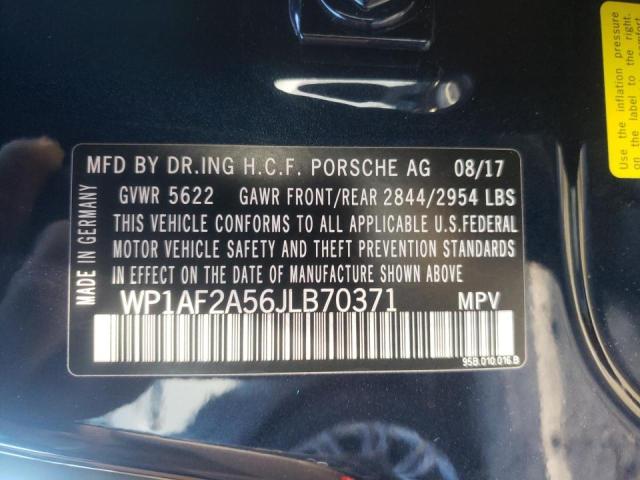 MFD BY DR.ING H.C.F. PORSCHE AG 08/17
GVWR 5622 GAWR FRONT/REAR 2844/2954 LBS
THIS VEHICLE CONFORMS TO ALL APPLICABLE U.S.FEDERAL
MOTOR VEHICLE SAFETY AND THEFT PREVENTION STANDARDS
IN EFFECT ON THE DATE OF MANUFACTURE SHOWN ABOVE
WP1AF2A56JLB70371 MPV
95B.010.016.B
MADE IN GERMANY
Use the inflation pressure
on the label to the right.